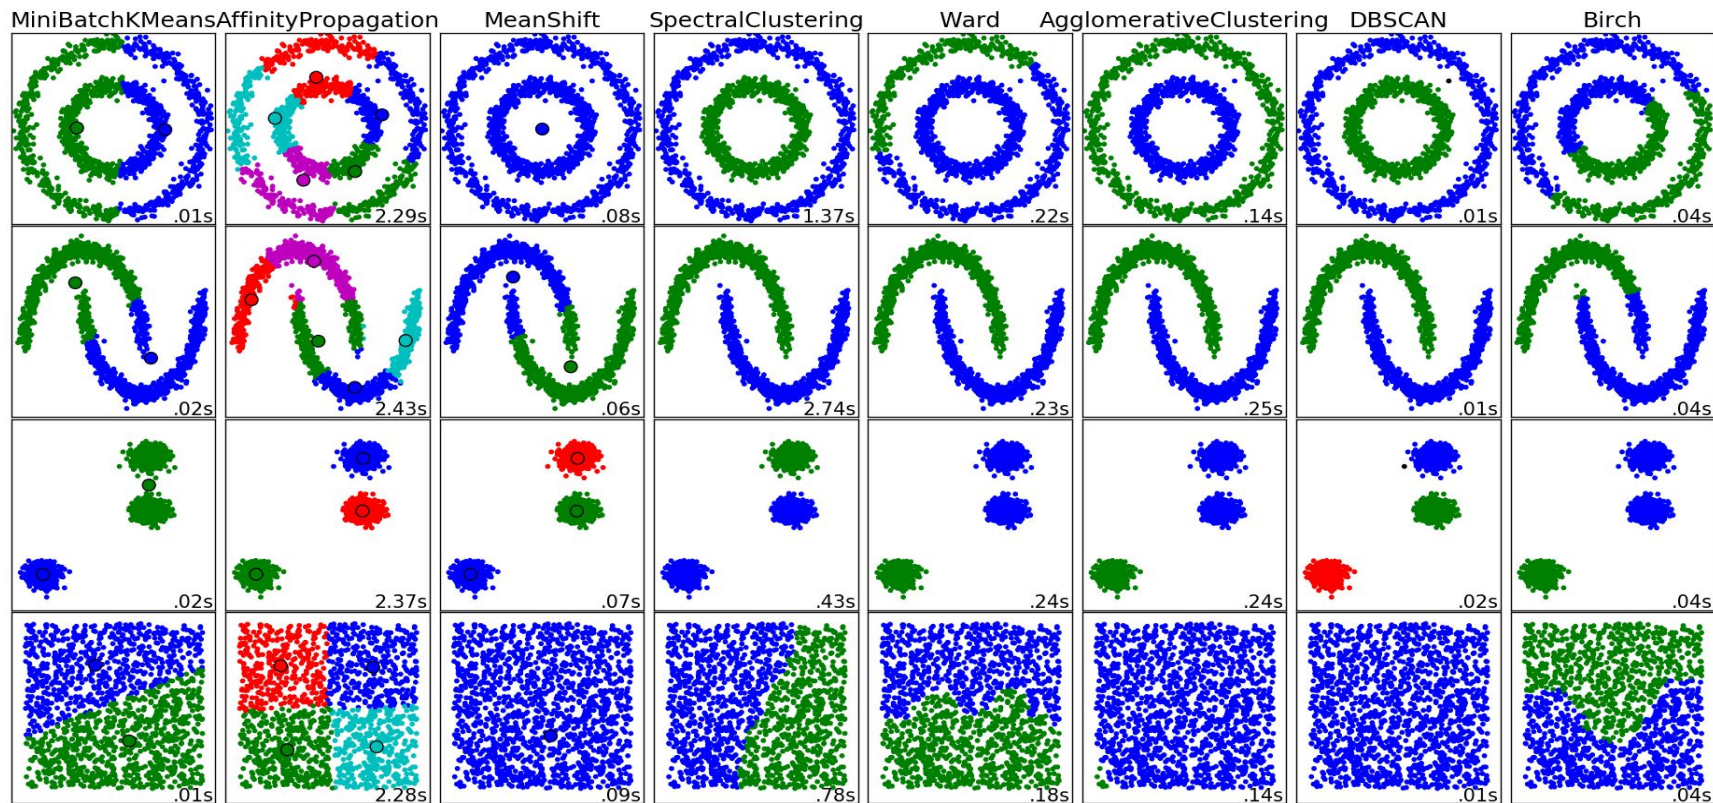 MiniBatchKMeans AffinityPropagation MeanShift SpectralClustering Ward AgglomerativeClustering DBSCAN Birch
.01s 2.29s .08s 1.37s .22s .14s .01s .04s
.02s 2.43s .06s 2.74s .23s .25s .01s .04s
.02s 2.37s .07s .43s .24s .24s .02s .04s
.01s 2.28s .09s .78s .18s .14s .01s .04s